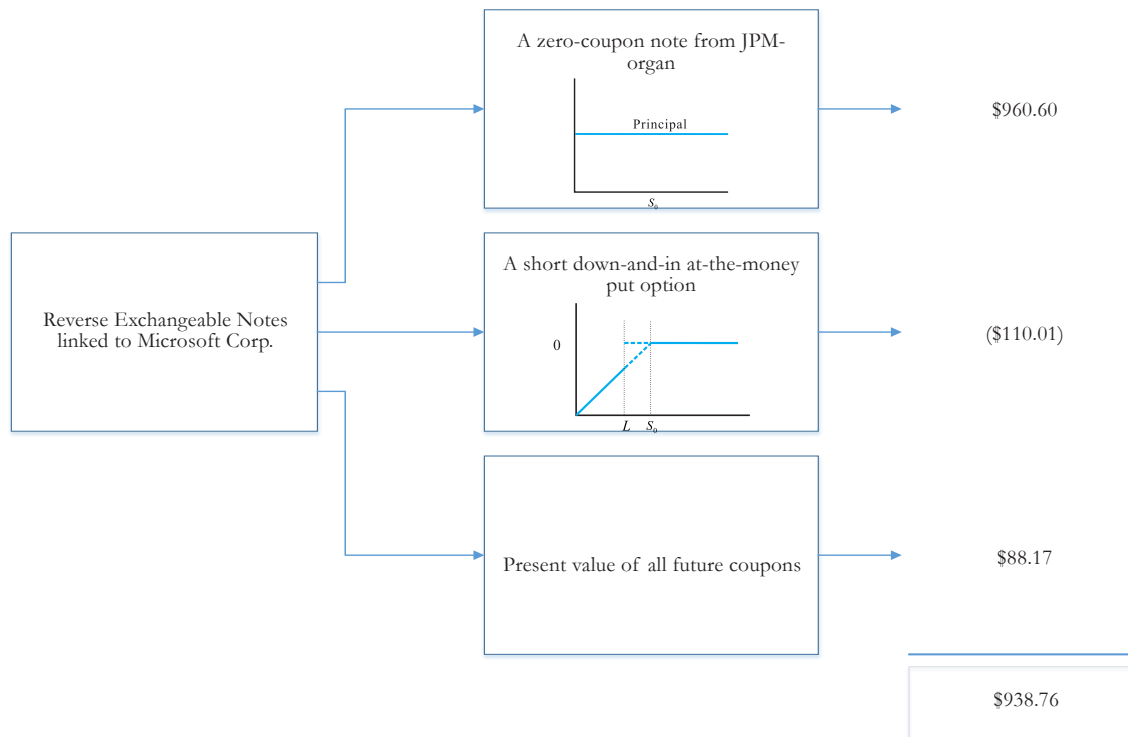 A zero-coupon note from JPM-
organ
Principal
S₀
$960.60
Reverse Exchangeable Notes
linked to Microsoft Corp.
A short down-and-in at-the-money
put option
0
L S₀
($110.01)
Present value of all future coupons
$88.17
$938.76